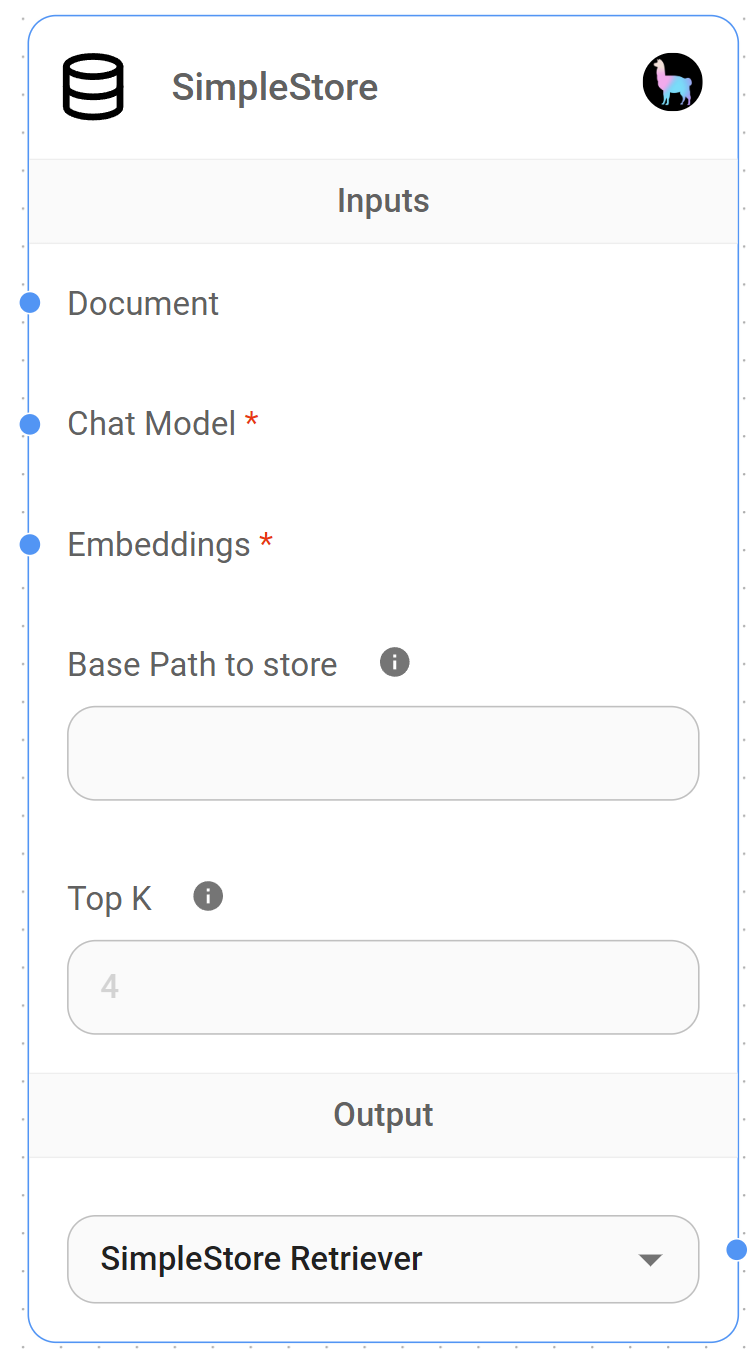 SimpleStore
Inputs
Document
Chat Model *
Embeddings *
Base Path to store
Top K
4
Output
SimpleStore Retriever